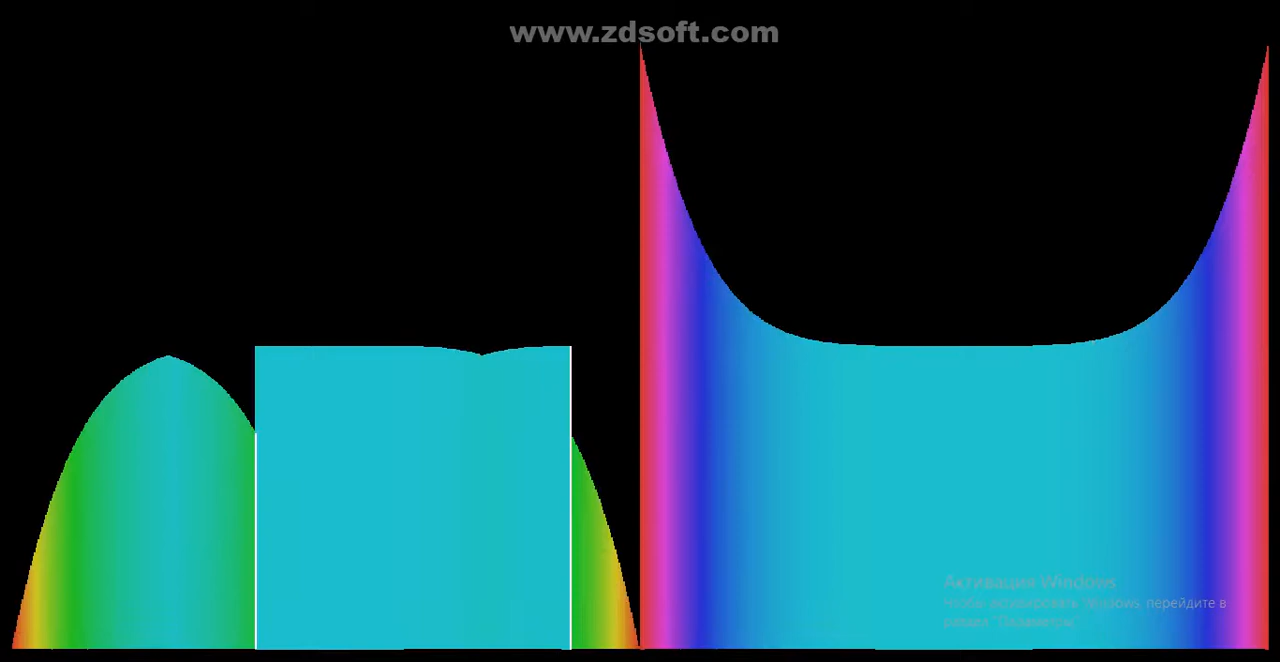 www.zdsoft.com
Активация Windows
Чтобы активировать Windows, перейдите в
раздел "Параметры".